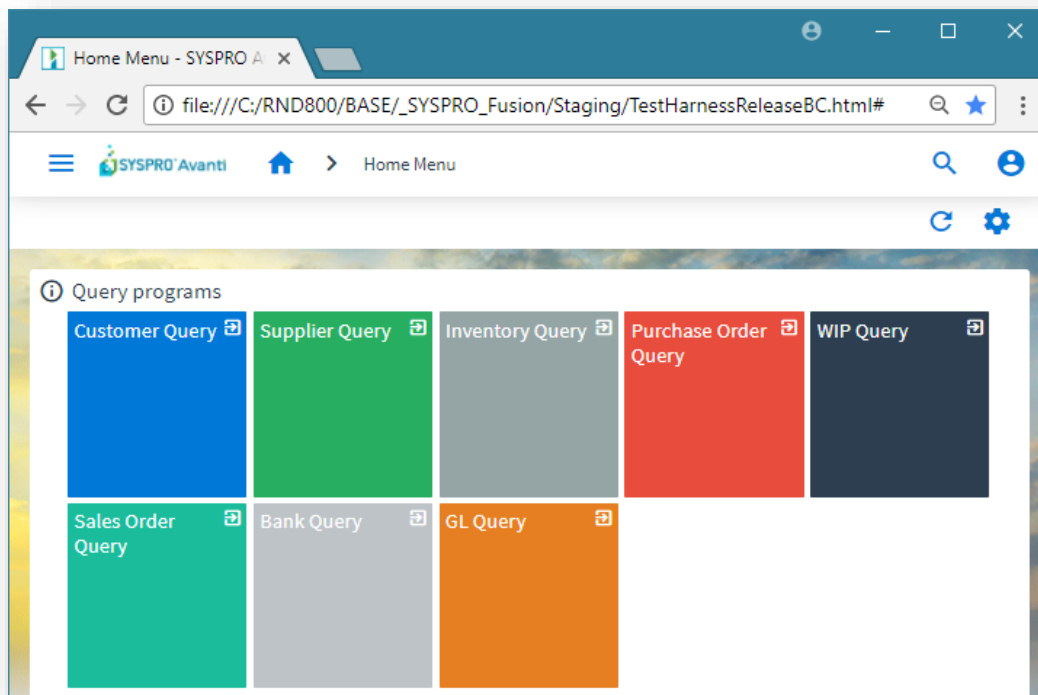 Home Menu - SYSPRO A
file:///C:/RND800/BASE/_SYSPRO_Fusion/Staging/TestHarnessReleaseBC.html#
SYSPRO Avanti Home Menu
Query programs
Customer Query Supplier Query Inventory Query Purchase Order WIP Query
Query
Sales Order Bank Query GL Query
Query